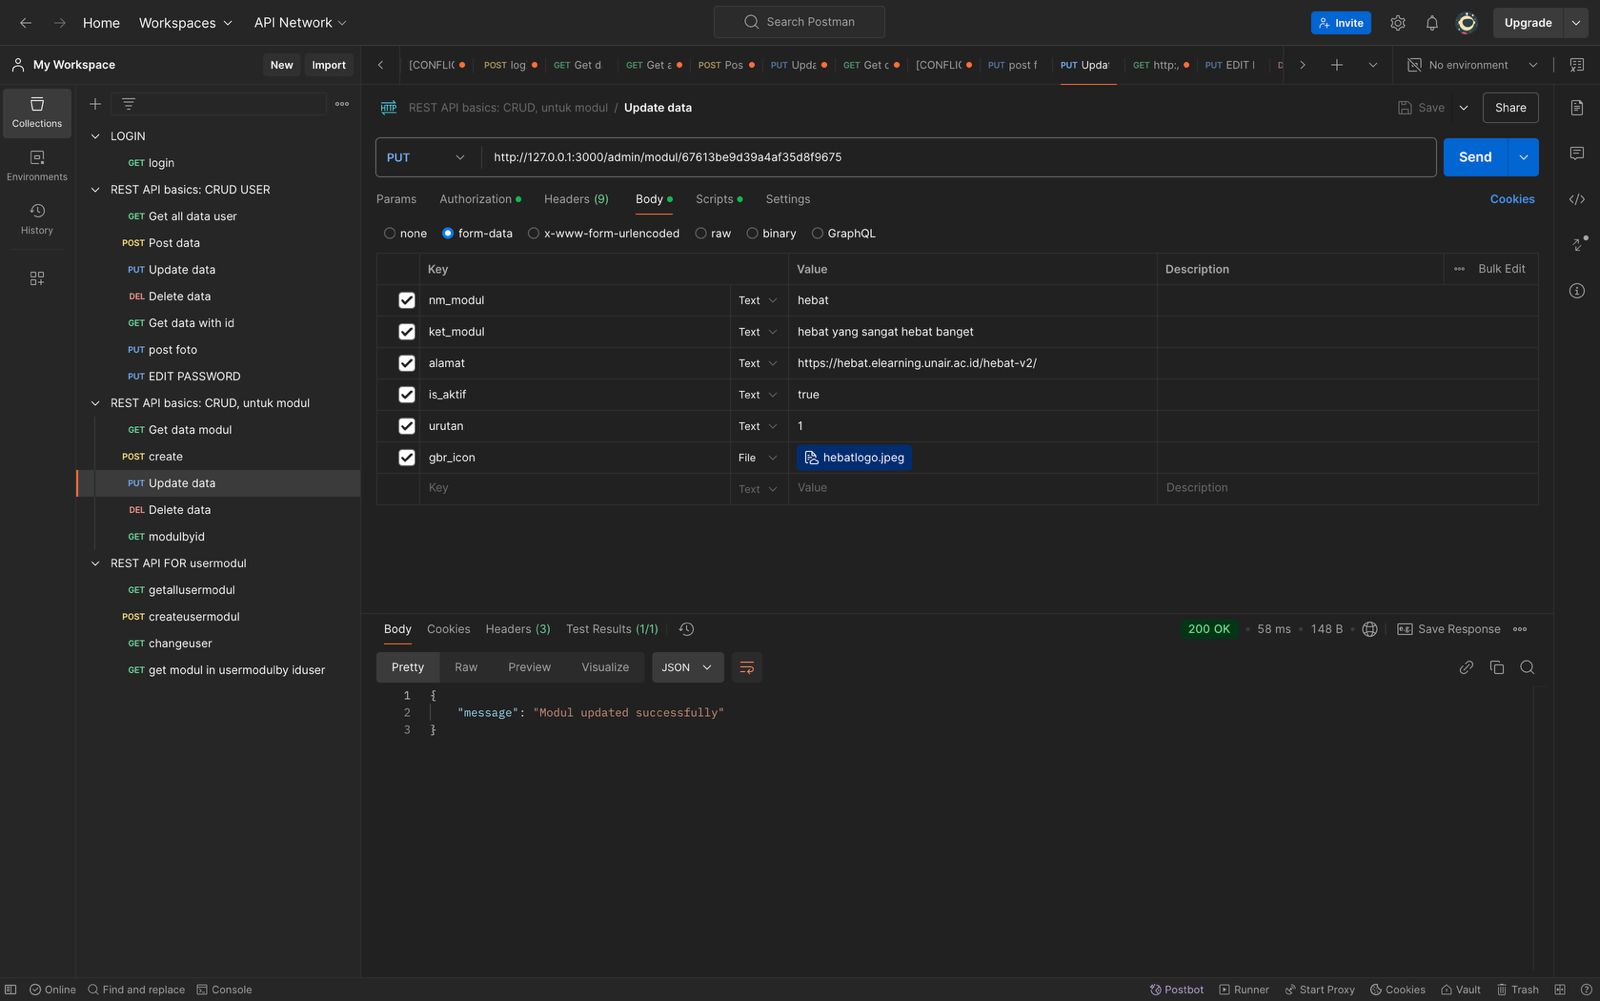 Home Workspaces API Network Search Postman Invite Upgrade
My Workspace New Import
[CONFLIC POST log GET Get d GET Get a POST Pos PUT Upda GET Get c [CONFLIC PUT post f PUT Updat GET http:, PUT EDIT I No environment
REST API basics: CRUD, untuk modul / Update data Save Share
Collections
Environments
History
LOGIN
GET login
REST API basics: CRUD USER
GET Get all data user
POST Post data
PUT Update data
DEL Delete data
GET Get data with id
PUT post foto
PUT EDIT PASSWORD
REST API basics: CRUD, untuk modul
GET Get data modul
POST create
PUT Update data
DEL Delete data
GET modulbyid
REST API FOR usermodul
GET getallusermodul
POST createusermodul
GET changeuser
GET get modul in usermodulby iduser
PUT http://127.0.0.1:3000/admin/modul/67613be9d39a4af35d8f9675 Send
Params Authorization Headers (9) Body Scripts Settings Cookies
none form-data x-www-form-urlencoded raw binary GraphQL
Key Value Description Bulk Edit
nm_modul Text hebat
ket_modul Text hebat yang sangat hebat banget
alamat Text https://hebat.elearning.unair.ac.id/hebat-v2/
is_aktif Text true
urutan Text 1
gbr_icon File hebatlogo.jpeg
Key Text Value Description
Body Cookies Headers (3) Test Results (1/1) 200 OK 58 ms 148 B Save Response
Pretty Raw Preview Visualize JSON
1 {
2 "message": "Modul updated successfully"
3 }
Online Find and replace Console Postbot Runner Start Proxy Cookies Vault Trash